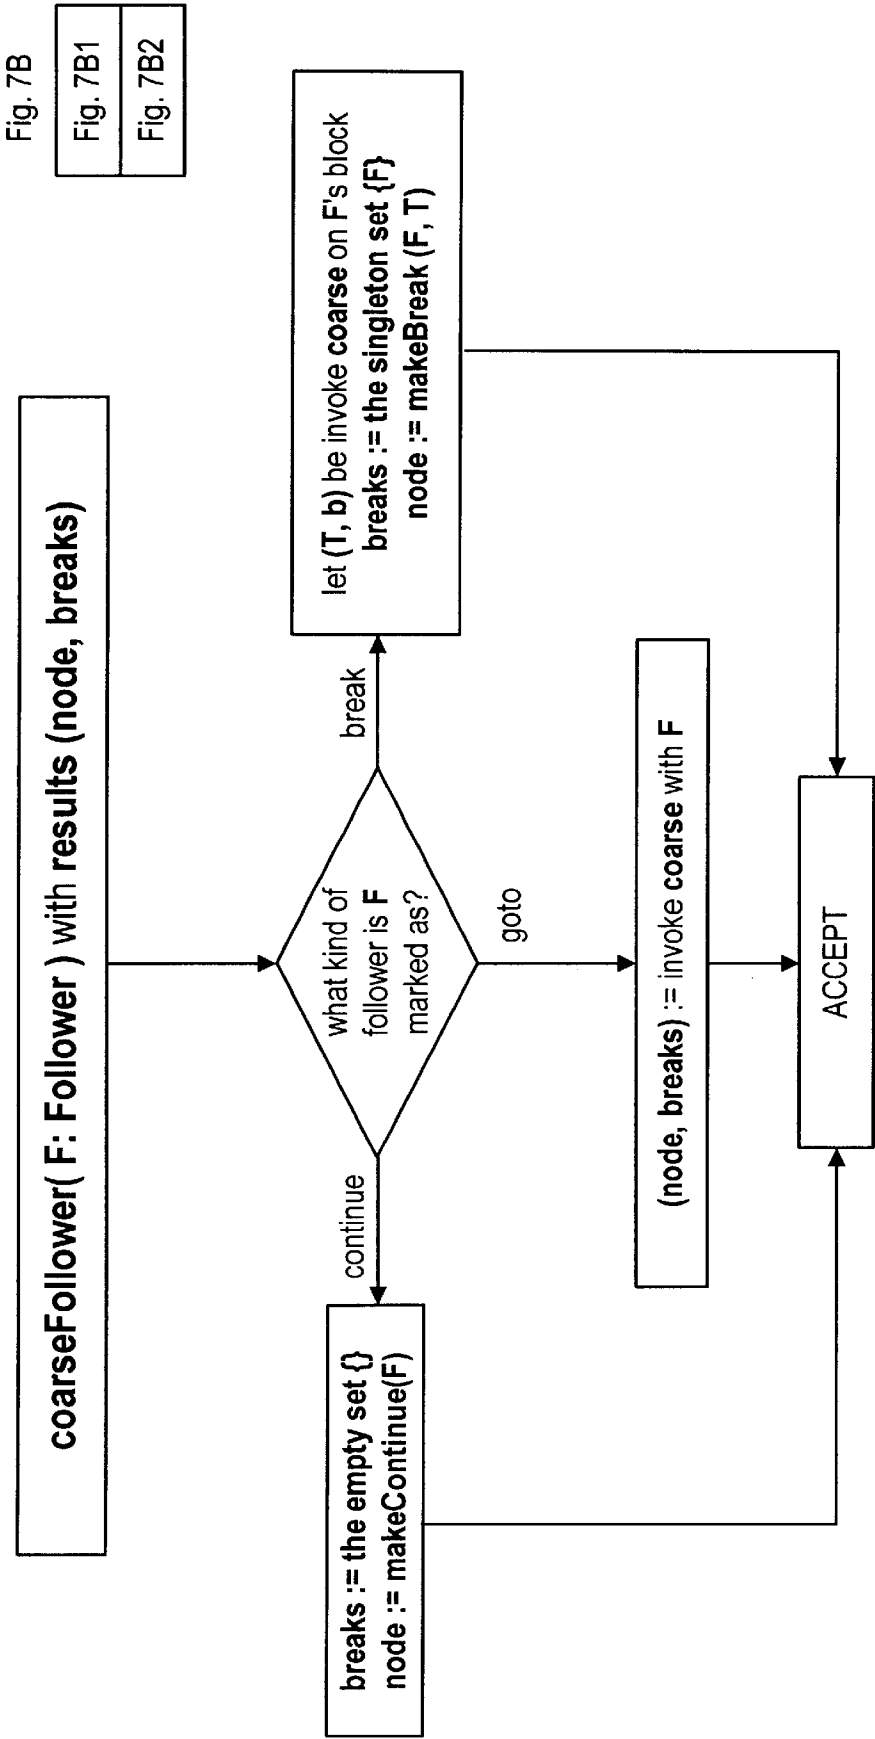 Fig. 7B
Fig. 7B1
Fig. 7B2
coarseFollower( F: Follower ) with results (node, breaks)
what kind of
follower is F
marked as?
continue
break
goto
breaks := the empty set {}
node := makeContinue(F)
let (T, b) be invoke coarse on F's block
breaks := the singleton set {F}
node := makeBreak (F, T)
(node, breaks) := invoke coarse with F
ACCEPT